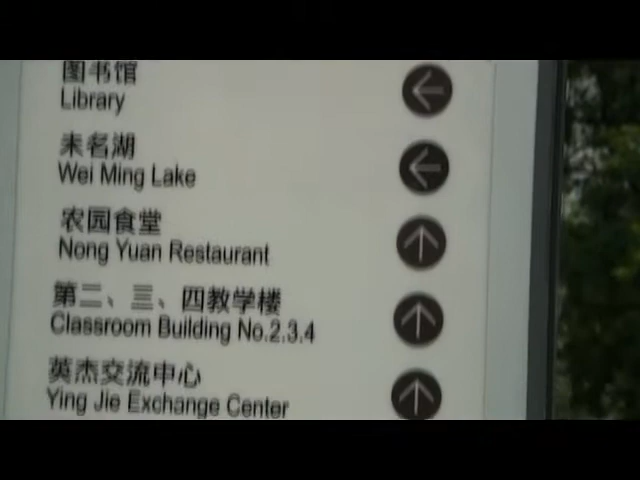 图书馆
Library
未名湖
Wei Ming Lake
农园食堂
Nong Yuan Restaurant
第二、三、四教学楼
Classroom Building No.2.3.4
英杰交流中心
Ying Jie Exchange Center